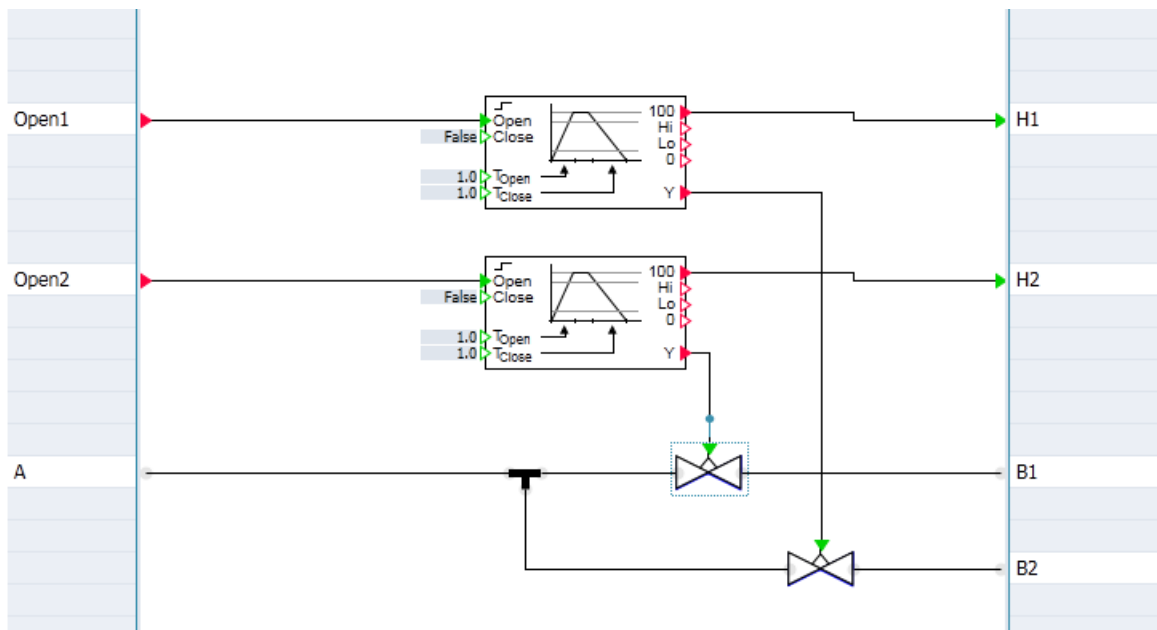 Open1
Open 100 H1
False Close Hi
Lo
0
1.0 TOpen
1.0 TClose Y
Open2
Open 100 H2
False Close Hi
Lo
0
1.0 TOpen
1.0 TClose Y
A B1
B2